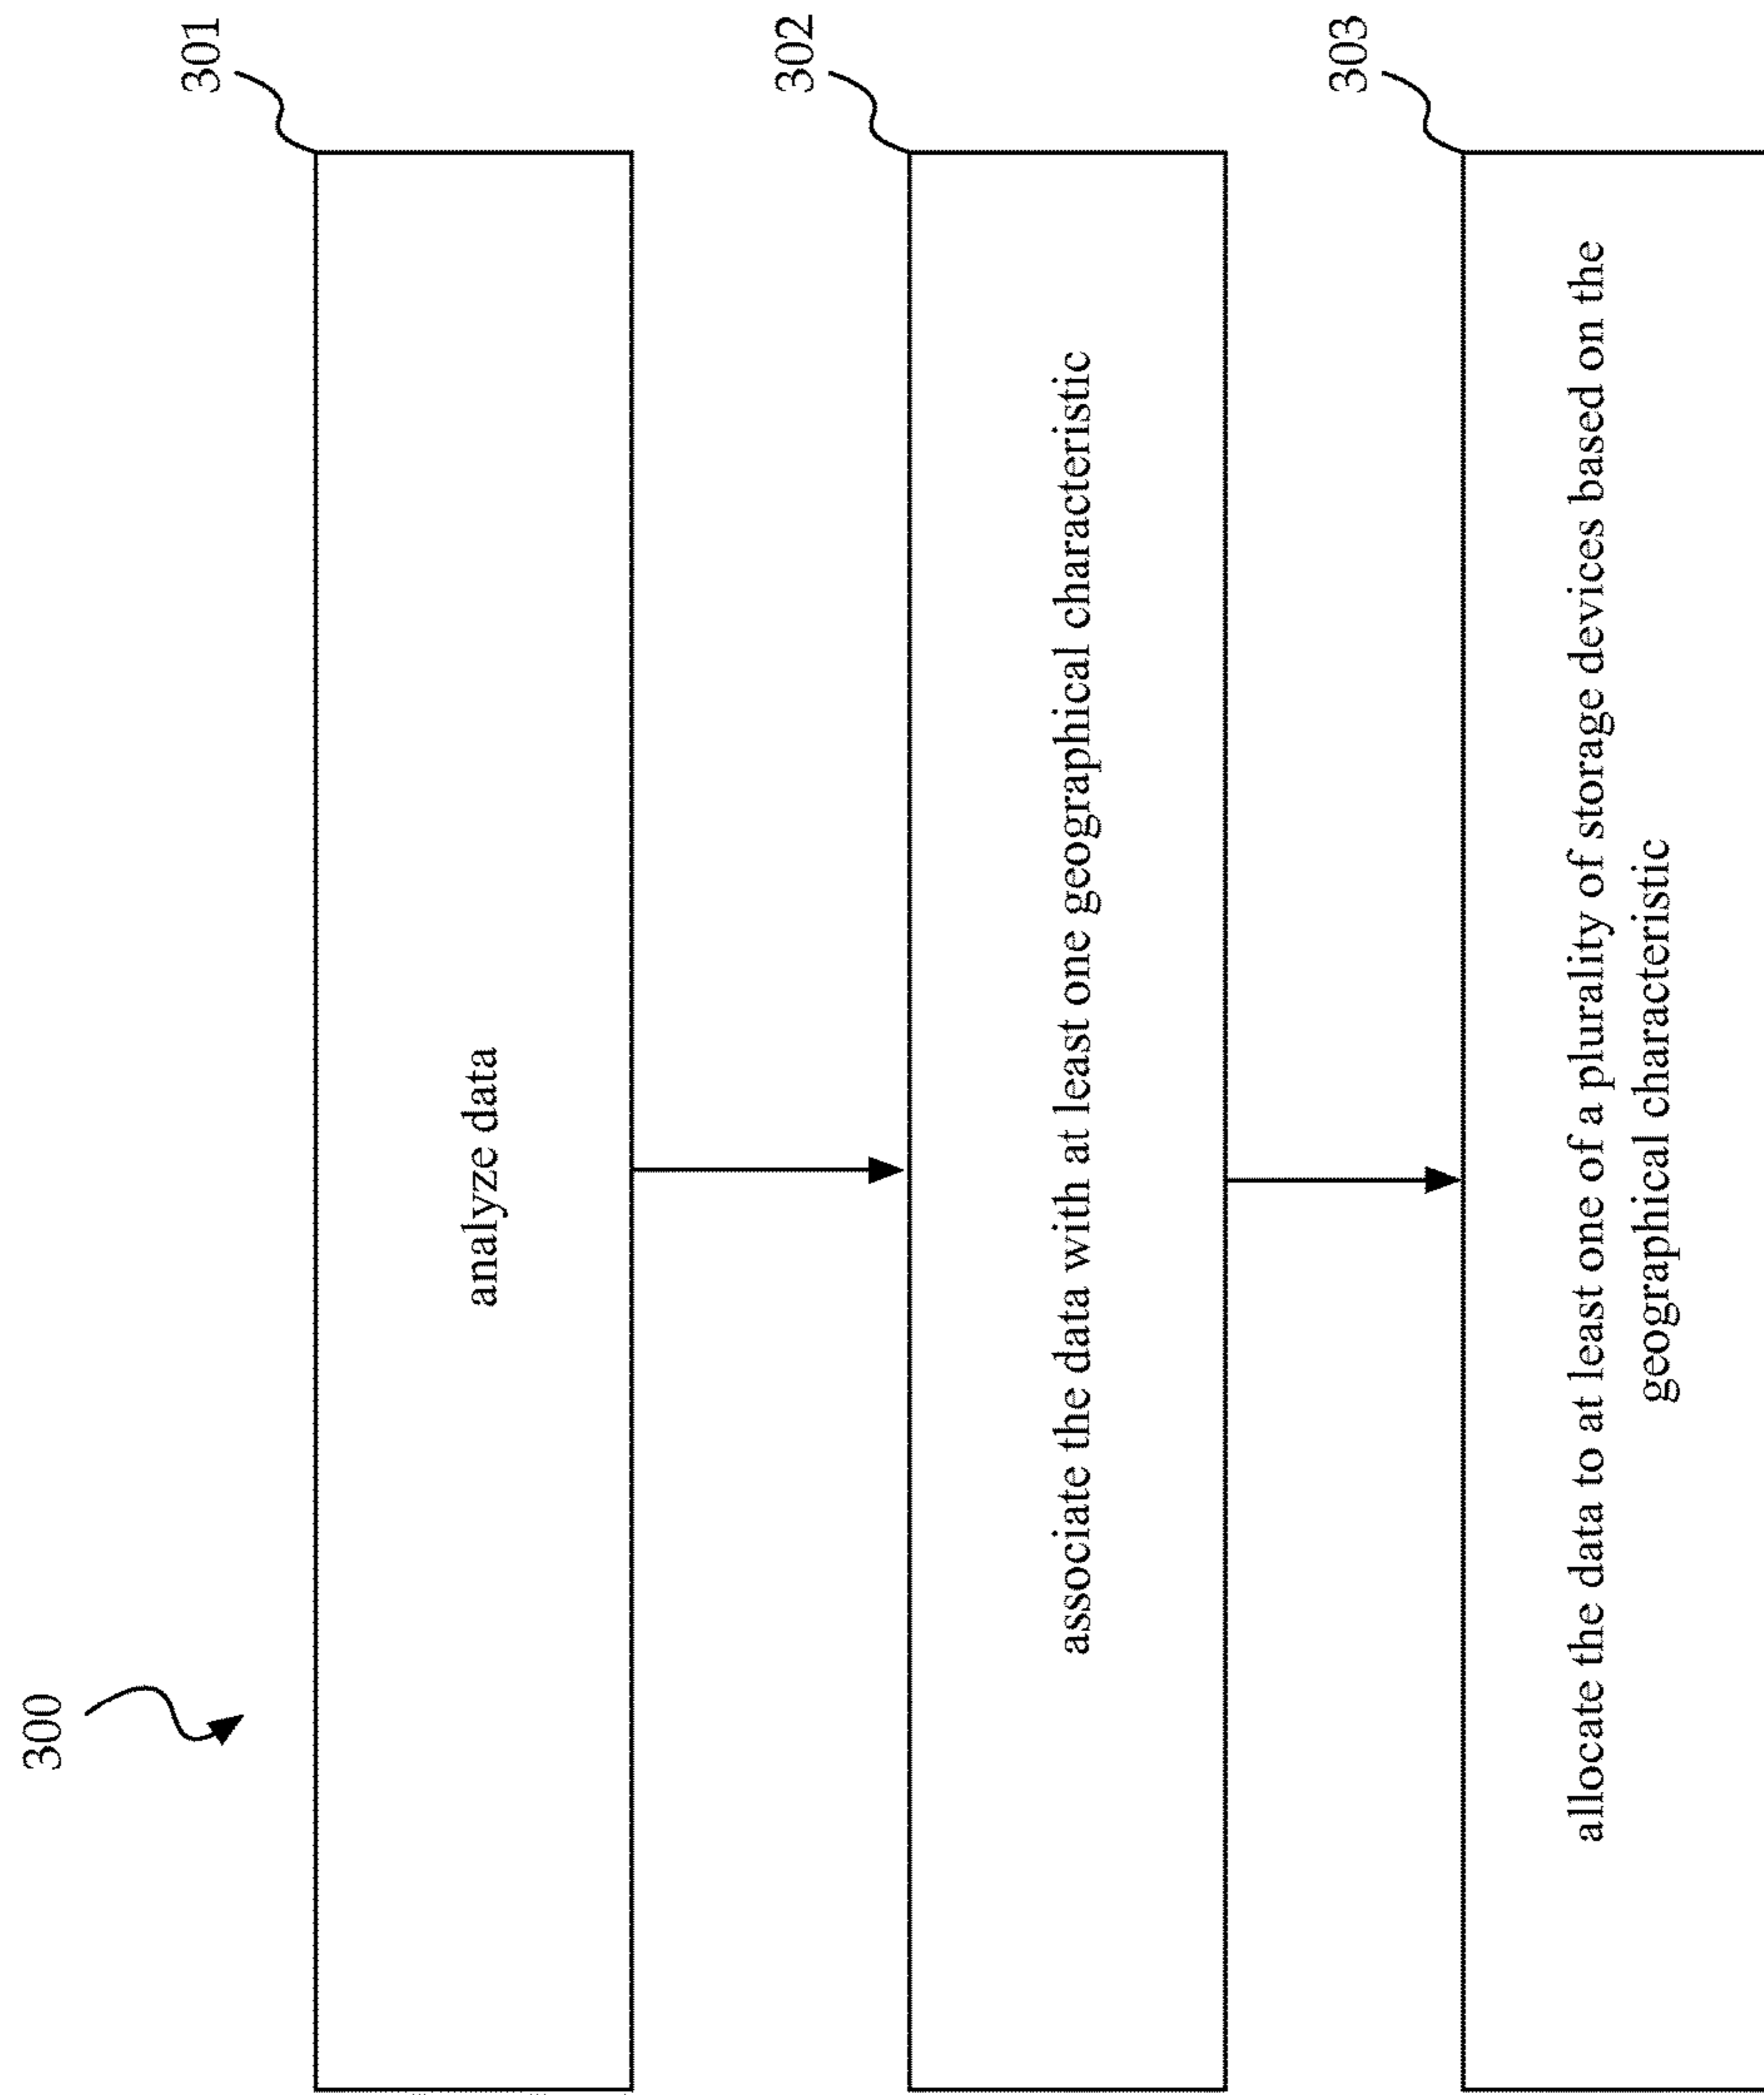 300
301
analyze data
302
associate the data with at least one geographical characteristic
303
allocate the data to at least one of a plurality of storage devices based on the
geographical characteristic